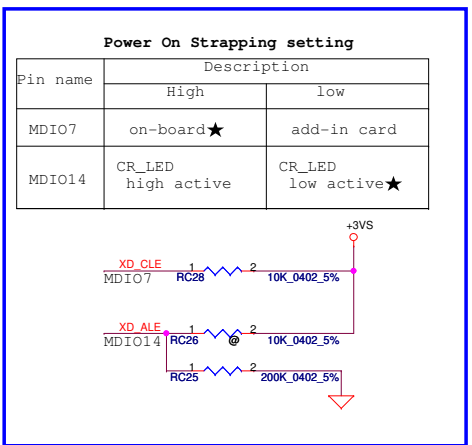 Power On Strapping setting
Pin name
Description
High
low
MDIO7
on-board★
add-in card
MDIO14
CR_LED
high active
CR_LED
low active★
+3VS
XD_CLE
MDIO7
1
RC28
2
10K_0402_5%
XD_ALE
MDIO14
1
RC26
@
2
10K_0402_5%
1
RC25
2
200K_0402_5%